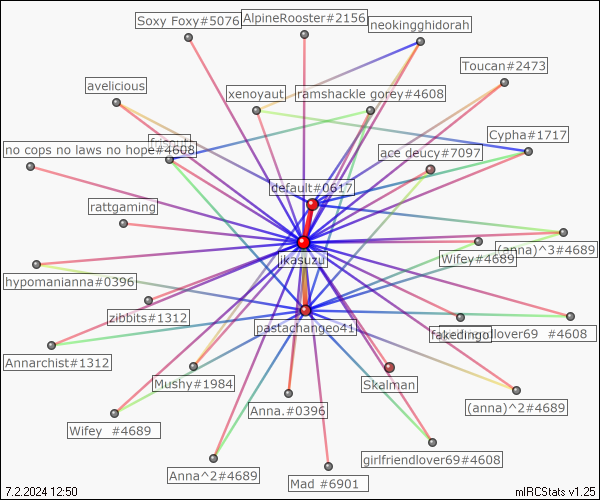 Soxy Foxy#5076
AlpineRooster#2156
neokingghidorah
Toucan#2473
avelicious
xenoyaut
ramshackle gorey#4608
Cypha#1717
no cops no laws no hope#4608
ace deucy#7097
default#0617
rattgaming
(anna)^3#4689
Wifey#4689
ikasuzu
hypomanianna#0396
zibbits#1312
pastachangeo41
fakedingo
lover69 #4608
Annarchist#1312
Mushy#1984
Skalman
Anna.#0396
(anna)^2#4689
Wifey #4689
girlfriendlover69#4608
Anna^2#4689
Mad #6901
7.2.2024 12:50
mIRCStats v1.25